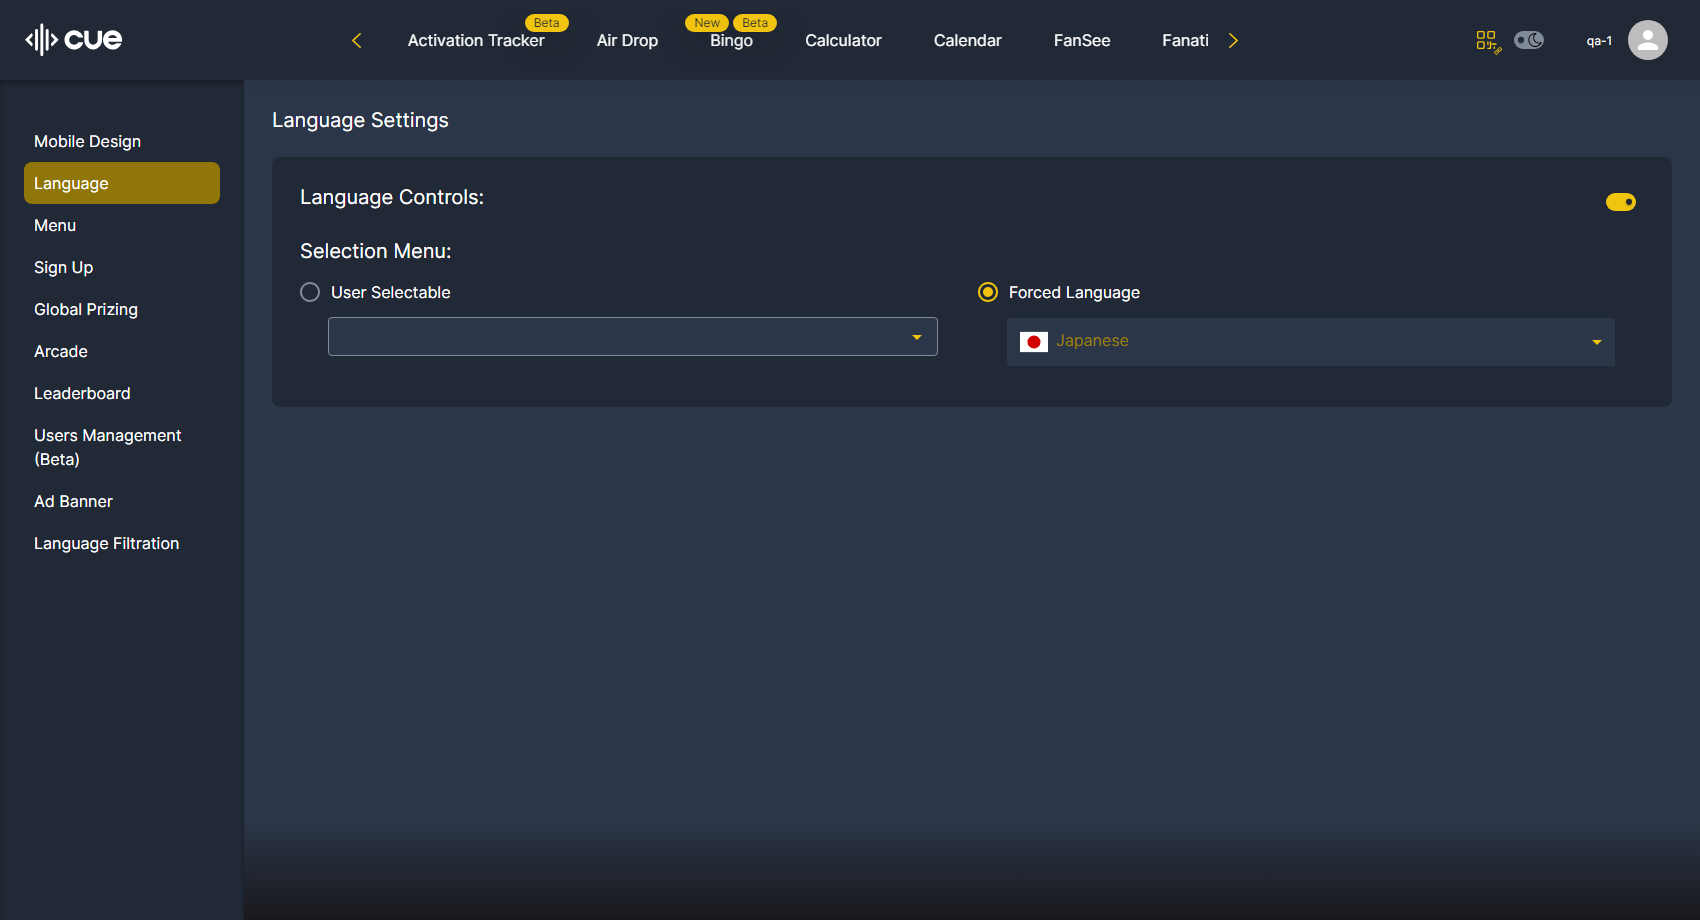 cue
Beta
New
Beta
Activation Tracker
Air Drop
Bingo
Calculator
Calendar
FanSee
Fanati
qa-1
Mobile Design
Language
Menu
Sign Up
Global Prizing
Arcade
Leaderboard
Users Management
(Beta)
Ad Banner
Language Filtration
Language Settings
Language Controls:
Selection Menu:
User Selectable
Forced Language
Japanese